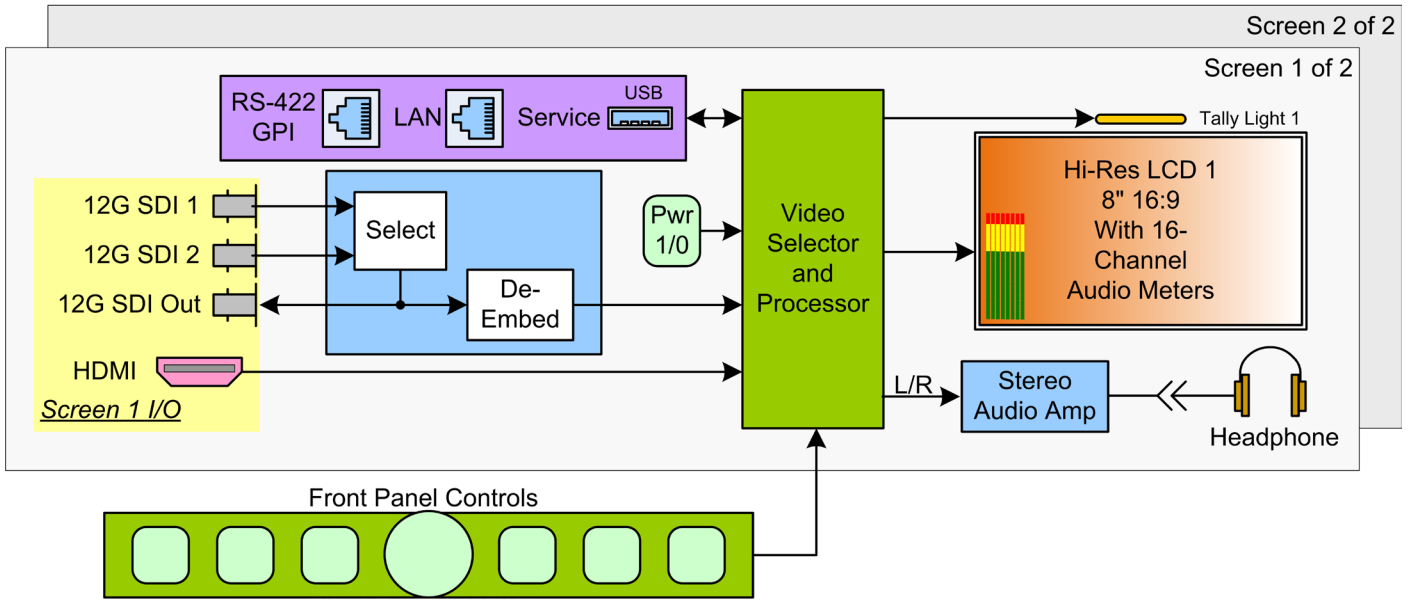 Screen 2 of 2
Screen 1 of 2
RS-422
GPI
LAN
Service
USB
Tally Light 1
12G SDI 1
12G SDI 2
12G SDI Out
HDMI
Screen 1 I/O
Select
De-
Embed
Pwr
1/0
Video
Selector
and
Processor
Hi-Res LCD 1
8" 16:9
With 16-
Channel
Audio Meters
L/R
Stereo
Audio Amp
Headphone
Front Panel Controls